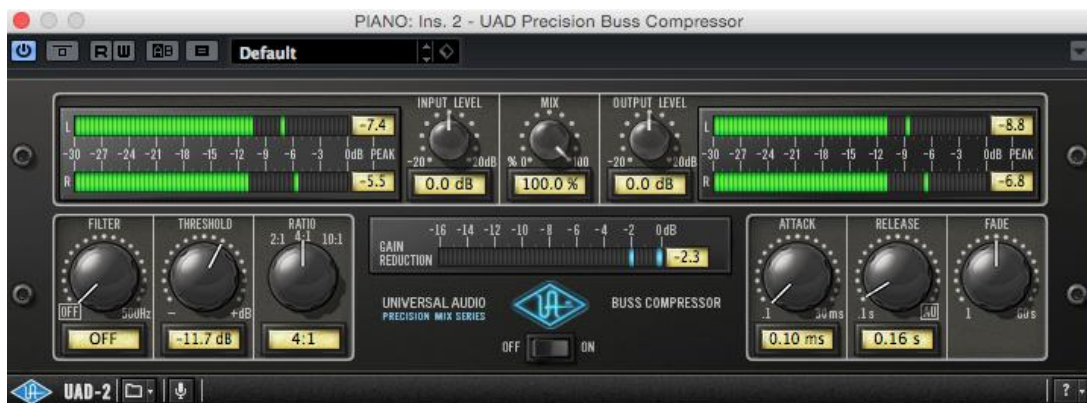 PIANO: Ins. 2 - UAD Precision Buss Compressor
R W AB Default
INPUT LEVEL MIX OUTPUT LEVEL
L -7.4 L -8.8
-30 -27 -24 -21 -18 -15 -12 -9 -6 -3 0dB PEAK -20 20dB % 0 100 -20 20dB -30 -27 -24 -21 -18 -15 -12 -9 -6 -3 0dB PEAK
R -5.5 0.0 dB 100.0 % 0.0 dB R -6.8
FILTER THRESHOLD RATIO ATTACK RELEASE FADE
2:1 4:1 10:1
-16 -14 -12 -10 -8 -6 -4 -2 0dB
GAIN
REDUCTION -2.3
UNIVERSAL AUDIO UA BUSS COMPRESSOR
PRECISION MIX SERIES
OFF 500Hz - +dB .1 30ms .1s AU 1 60s
OFF -11.7 dB 4:1 0.10 ms 0.16 s
OFF ON
UA UAD-2 ?